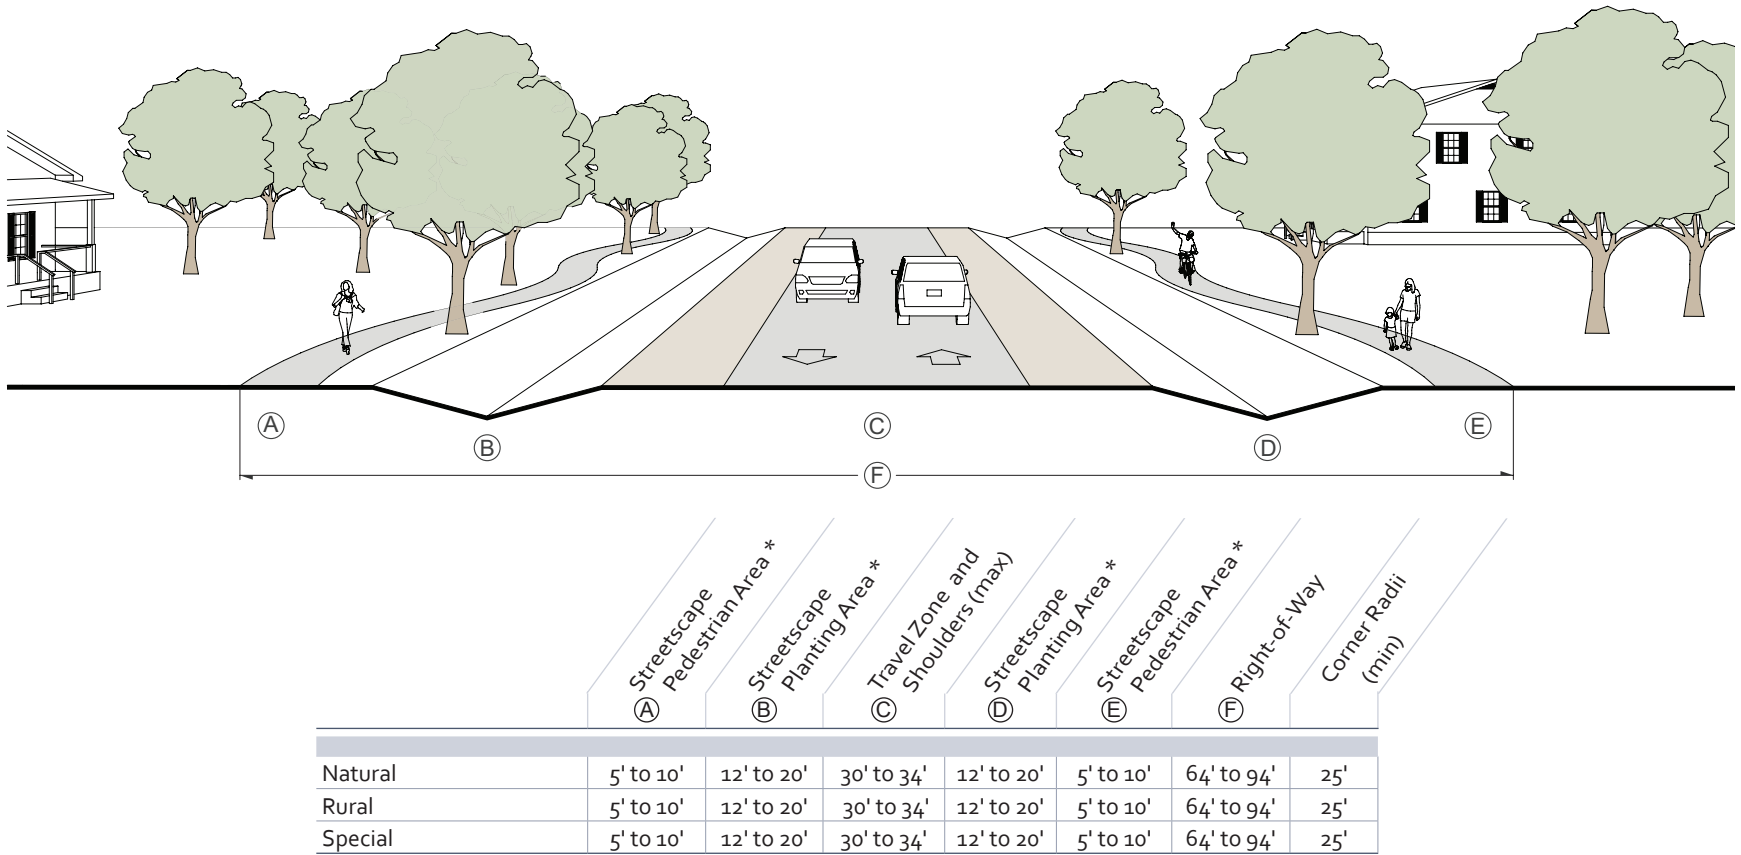 A
B
C
D
E
F
Streetscape
Pedestrian Area *
A
Streetscape
Planting Area *
B
Travel Zone and
Shoulders (max)
C
Streetscape
Planting Area *
D
Streetscape
Pedestrian Area *
E
Right-of-Way
F
Corner Radii
(min)
Natural 5' to 10' 12' to 20' 30' to 34' 12' to 20' 5' to 10' 64' to 94' 25'
Rural 5' to 10' 12' to 20' 30' to 34' 12' to 20' 5' to 10' 64' to 94' 25'
Special 5' to 10' 12' to 20' 30' to 34' 12' to 20' 5' to 10' 64' to 94' 25'